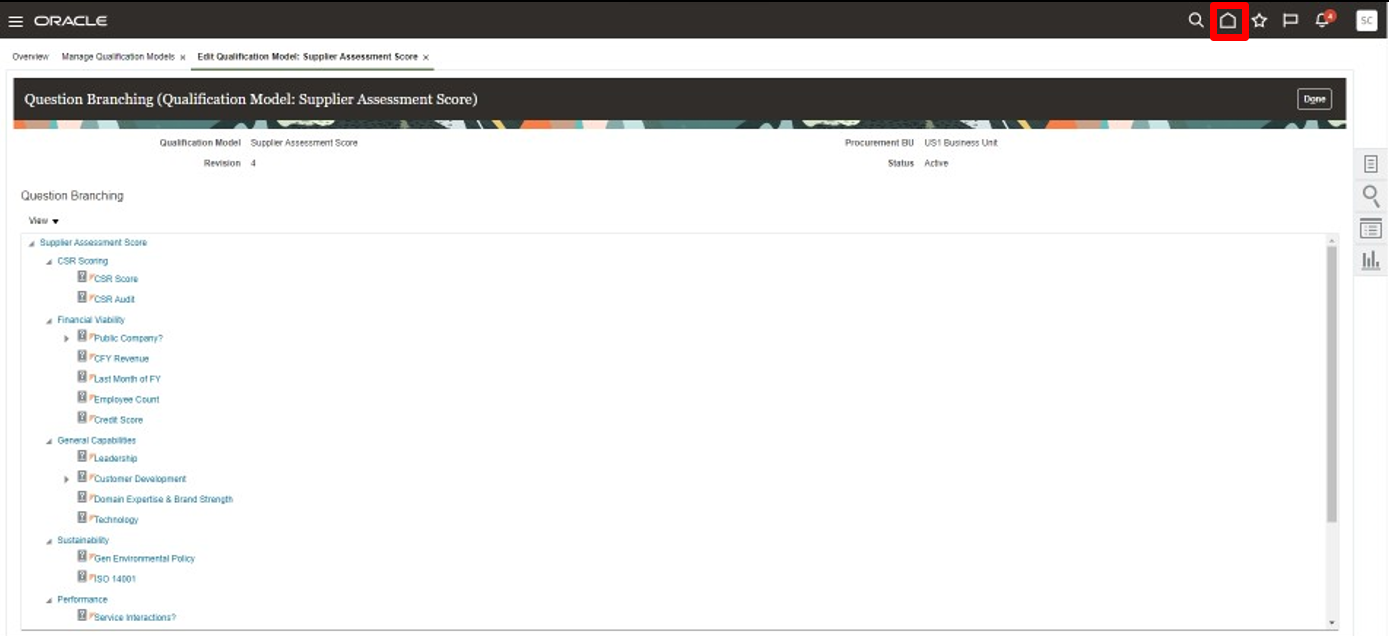 ORACLE
4
SC
Overview Manage Qualification Models x Edit Qualification Model: Supplier Assessment Score x
Question Branching (Qualification Model: Supplier Assessment Score)
Done
Qualification Model Supplier Assessment Score Procurement BU US1 Business Unit
Revision 4 Status Active
Question Branching
View
Supplier Assessment Score
CSR Scoring
CSR Score
CSR Audit
Financial Viability
Public Company?
CFY Revenue
Last Month of FY
Employee Count
Credit Score
General Capabilities
Leadership
Customer Development
Domain Expertise & Brand Strength
Technology
Sustainability
Gen Environmental Policy
ISO 14001
Performance
Service Interactions?